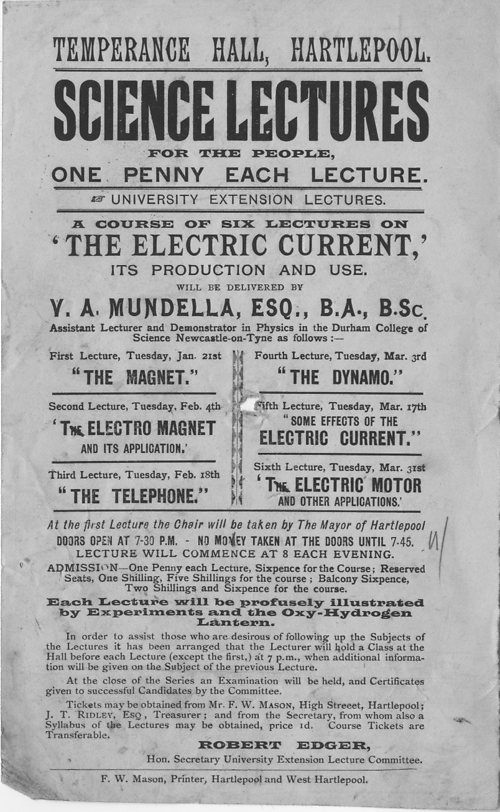 TEMPERANCE HALL, HARTLEPOOL.
SCIENCE LECTURES
FOR THE PEOPLE,
ONE PENNY EACH LECTURE.
☞ UNIVERSITY EXTENSION LECTURES.
A COURSE OF SIX LECTURES ON
'THE ELECTRIC CURRENT,'
ITS PRODUCTION AND USE.
WILL BE DELIVERED BY
V. A. MUNDELLA, ESQ., B.A., B.Sc.
Assistant Lecturer and Demonstrator in Physics in the Durham College of
Science Newcastle-on-Tyne as follows :—
First Lecture, Tuesday, Jan. 21st
"THE MAGNET."
Second Lecture, Tuesday, Feb. 4th
'THE ELECTRO MAGNET
AND ITS APPLICATION.'
Third Lecture, Tuesday, Feb. 18th
"THE TELEPHONE."
Fourth Lecture, Tuesday, Mar. 3rd
"THE DYNAMO."
Fifth Lecture, Tuesday, Mar. 17th
"SOME EFFECTS OF THE
ELECTRIC CURRENT."
Sixth Lecture, Tuesday, Mar. 31st
'THE ELECTRIC MOTOR
AND OTHER APPLICATIONS.'
At the first Lecture the Chair will be taken by The Mayor of Hartlepool
DOORS OPEN AT 7-30 P.M. - NO MONEY TAKEN AT THE DOORS UNTIL 7-45.
LECTURE WILL COMMENCE AT 8 EACH EVENING.
ADMISSION—One Penny each Lecture, Sixpence for the Course; Reserved
Seats, One Shilling, Five Shillings for the course; Balcony Sixpence,
Two Shillings and Sixpence for the course.
Each Lecture will be profusely illustrated
by Experiments and the Oxy-Hydrogen
Lantern.
In order to assist those who are desirous of following up the Subjects of
the Lectures it has been arranged that the Lecturer will hold a Class at the
Hall before each Lecture (except the first,) at 7 p.m., when additional informa-
tion will be given on the Subject of the previous Lecture.
At the close of the Series an Examination will be held, and Certificates
given to successful Candidates by the Committee.
Tickets may be obtained from Mr. F. W. MASON, High Streeet, Hartlepool;
J. T. RIDLEY, ESQ, Treasurer; and from the Secretary, from whom also a
Syllabus of the Lectures may be obtained, price 1d. Course Tickets are
Transferable.
ROBERT EDGER,
Hon. Secretary University Extension Lecture Committee.
F. W. Mason, Printer, Hartlepool and West Hartlepool.